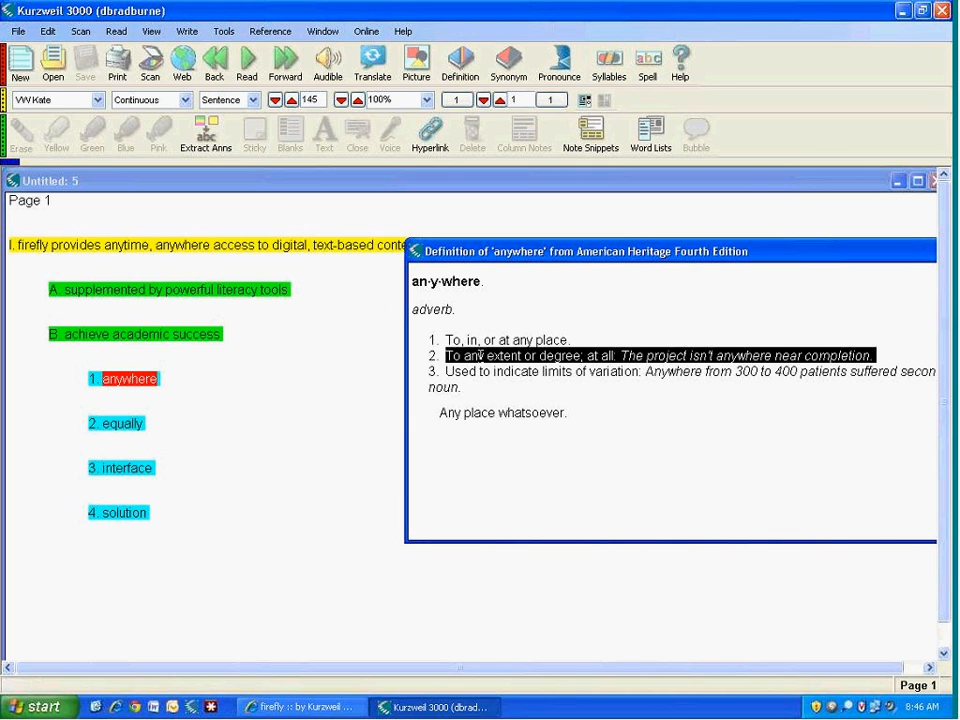 Kurzweil 3000 (dbradburne)
File Edit Scan Read View Write Tools Reference Window Online Help
New Open Save Print Scan Web Back Read Forward Audible Translate Picture Definition Synonym Pronounce Syllables Spell Help
VW Kate Continuous Sentence 145 100% 1 1 1
Erase Yellow Green Blue Pink Extract Anns Sticky Blanks Text Close Voice Hyperlink Delete Column Notes Note Snippets Word Lists Bubble
Untitled: 5
Page 1
I. firefly provides anytime, anywhere access to digital, text-based conte
A. supplemented by powerful literacy tools
B. achieve academic success
1. anywhere
2. equally
3. interface
4. solution
Definition of 'anywhere' from American Heritage Fourth Edition
an·y·where.
adverb.
1. To, in, or at any place.
2. To any extent or degree; at all: The project isn't anywhere near completion.
3. Used to indicate limits of variation: Anywhere from 300 to 400 patients suffered secon
noun.
Any place whatsoever.
Page 1
start firefly :: by Kurzweil ... Kurzweil 3000 (dbrad... 8:46 AM